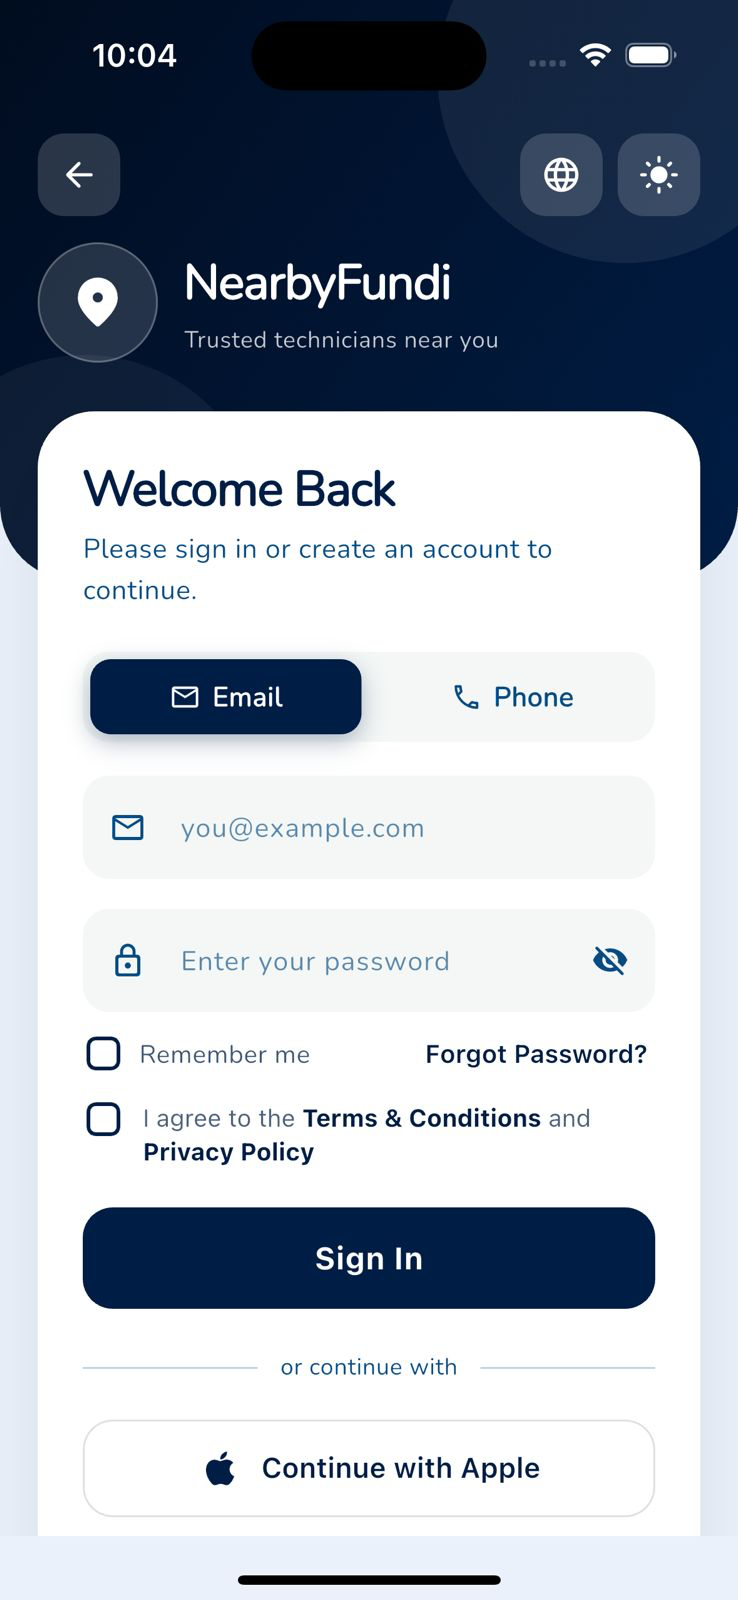 10:04
NearbyFundi
Trusted technicians near you
Welcome Back
Please sign in or create an account to
continue.
Email
Phone
you@example.com
Enter your password
Remember me
Forgot Password?
I agree to the Terms & Conditions and
Privacy Policy
Sign In
or continue with
Continue with Apple